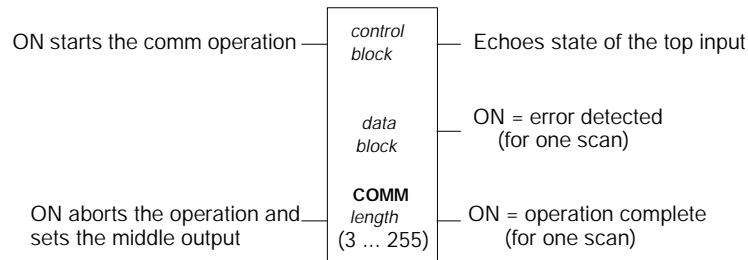 ON starts the comm operation
control
block
Echoes state of the top input
data
block
ON = error detected
(for one scan)
ON aborts the operation and
sets the middle output
COMM
length
(3 ... 255)
ON = operation complete
(for one scan)